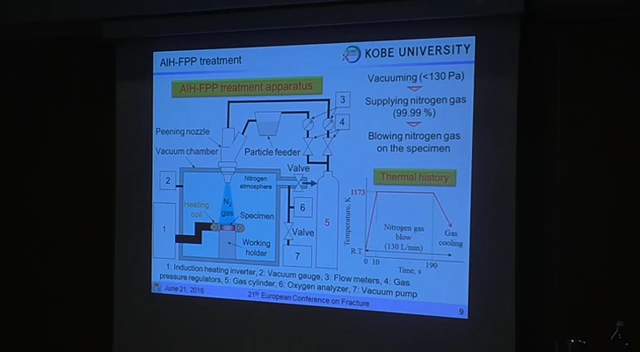 AIH-FPP treatment
KOBE UNIVERSITY
AIH-FPP treatment apparatus
Vacuuming (<130 Pa)
Supplying nitrogen gas
(99.99 %)
Blowing nitrogen gas
on the specimen
3
4
Peening nozzle
Particle feeder
Vacuum chamber
Valve
2
Nitrogen
atmosphere
N2
gas
Heating
coil
Specimen
6
5
1
Valve
Working
holder
7
Thermal history
1173
Temperature, K
R.T.
Nitrogen gas
blow
(130 L/min)
Gas
cooling
0 10 190
Time, s
1: Induction heating inverter, 2: Vacuum gauge, 3: Flow meters, 4: Gas
pressure regulators, 5: Gas cylinder, 6: Oxygen analyzer, 7: Vacuum pump
June 21, 2016
21th European Conference on Fracture
9